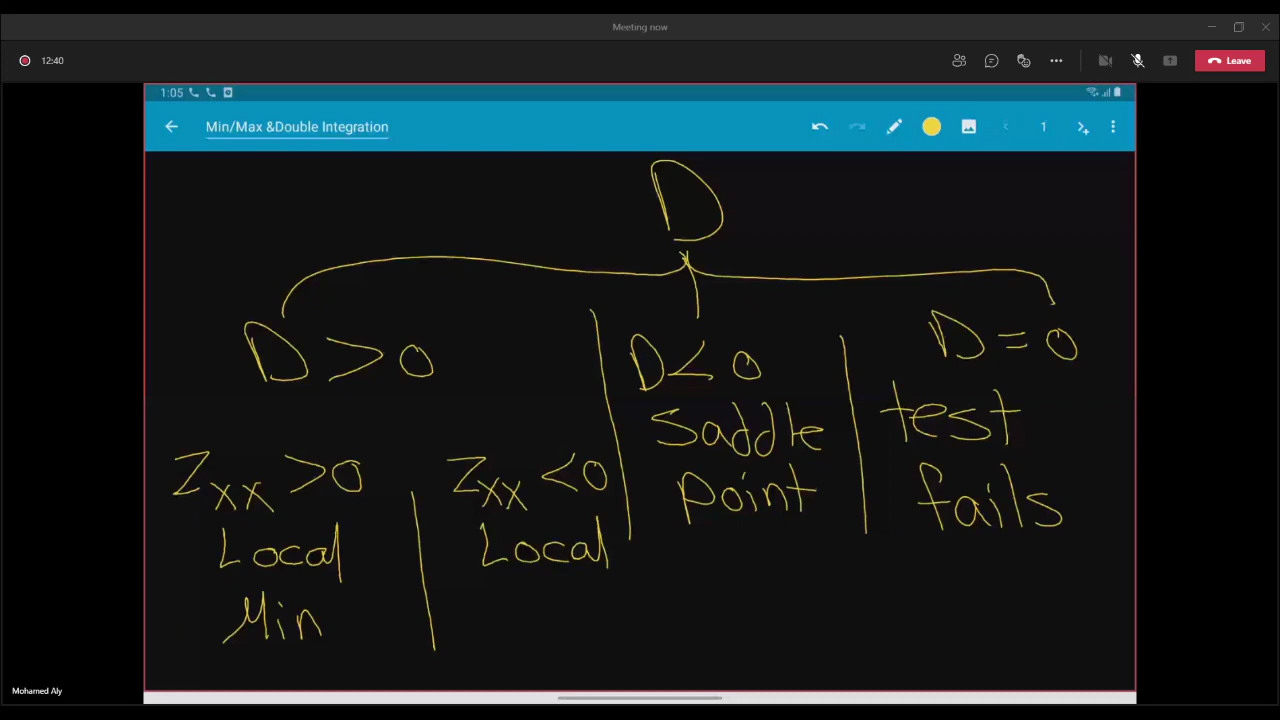 Meeting now
12:40
Leave
1:05
Min/Max &Double Integration
1
D
D > 0
D < 0
D = 0
saddle
point
test
fails
Zxx > 0
Local
Min
Zxx < 0
Local
Mohamed Aly